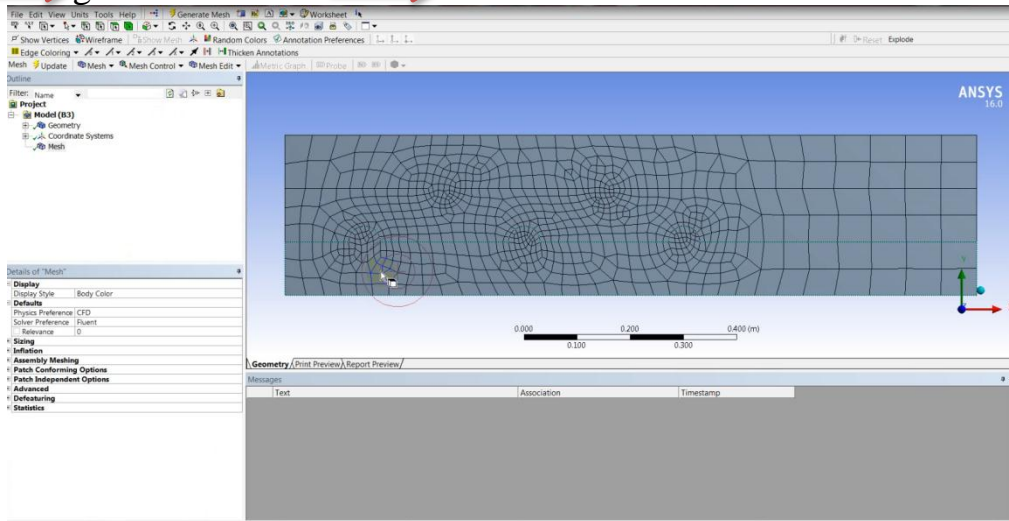 File Edit View Units Tools Help Generate Mesh Worksheet
Show Vertices Wireframe Show Mesh Random Colors Annotation Preferences Reset Explode
Edge Coloring Thicken Annotations
Mesh Update Mesh Mesh Control Mesh Edit Metric Graph Probe
Outline
Filter: Name
Project
Model (B3)
Geometry
Coordinate Systems
Mesh
ANSYS
16.0
Details of "Mesh"
Display
Display Style Body Color
Defaults
Physics Preference CFD
Solver Preference Fluent
Relevance 0
Sizing
Inflation
Assembly Meshing
Patch Conforming Options
Patch Independent Options
Advanced
Defeaturing
Statistics
Y
0.000 0.200 0.400 (m)
0.100 0.300
Geometry Print Preview Report Preview
Messages
Text Association Timestamp